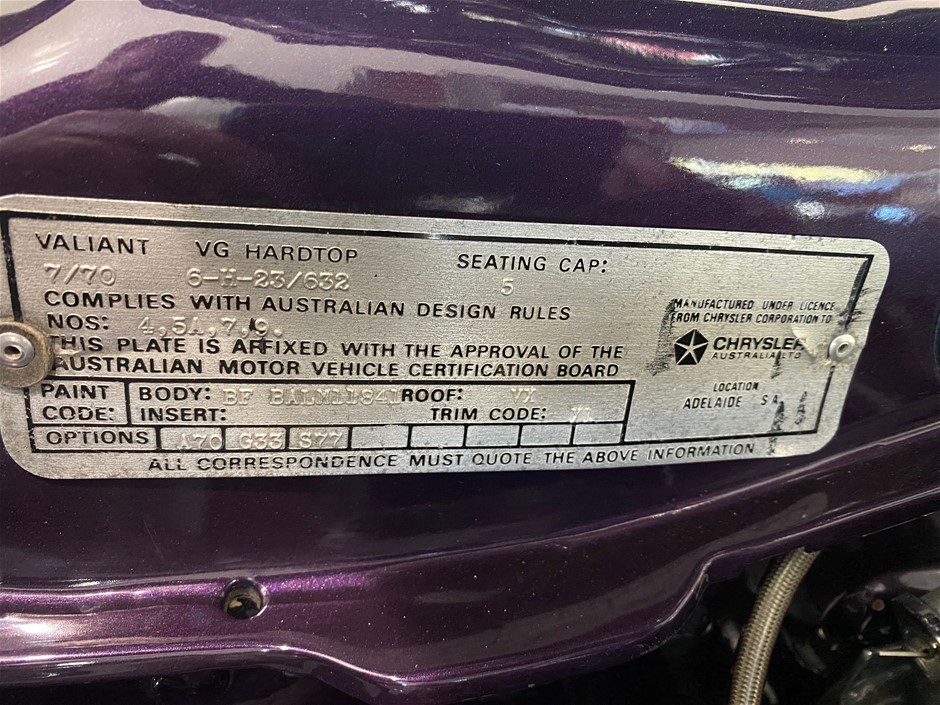 VALIANT VG HARDTOP SEATING CAP:
7/70 6-H-23/632 5
COMPLIES WITH AUSTRALIAN DESIGN RULES
NOS: 4,5A,7,9.
THIS PLATE IS AFFIXED WITH THE APPROVAL OF THE
AUSTRALIAN MOTOR VEHICLE CERTIFICATION BOARD
MANUFACTURED UNDER LICENCE
FROM CHRYSLER CORPORATION TO
CHRYSLER
AUSTRALIA LTD
LOCATION
ADELAIDE S A
PAINT CODE:
BODY: BF BALM11841 ROOF: VX
INSERT: TRIM CODE: X1
OPTIONS A70 G33 S77
ALL CORRESPONDENCE MUST QUOTE THE ABOVE INFORMATION